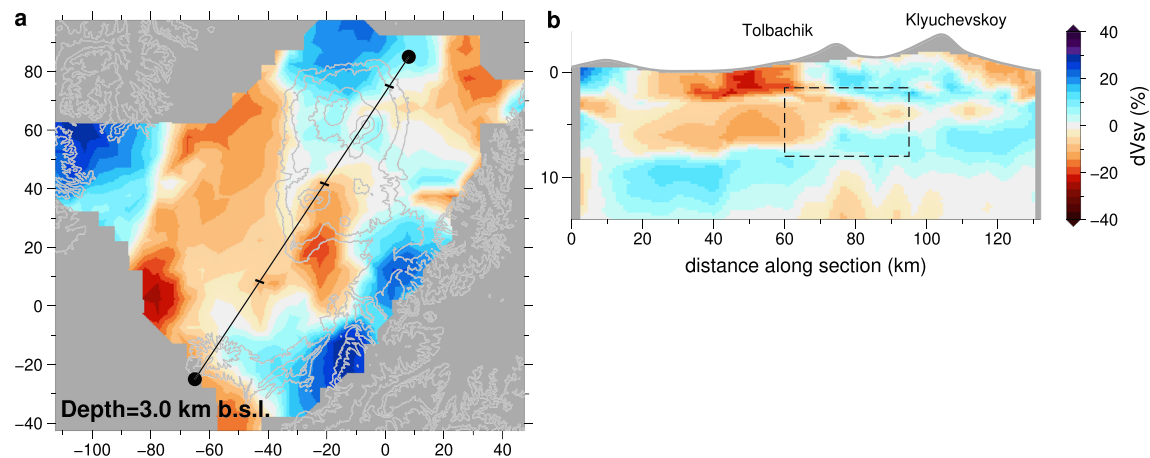 a
80
60
40
20
0
−20
−40
Depth=3.0 km b.s.l.
−100 −80 −60 −40 −20 0 20 40
b
Tolbachik
Klyuchevskoy
0
10
0 20 40 60 80 100 120
distance along section (km)
40
20
0
−20
−40
dVsv (%)